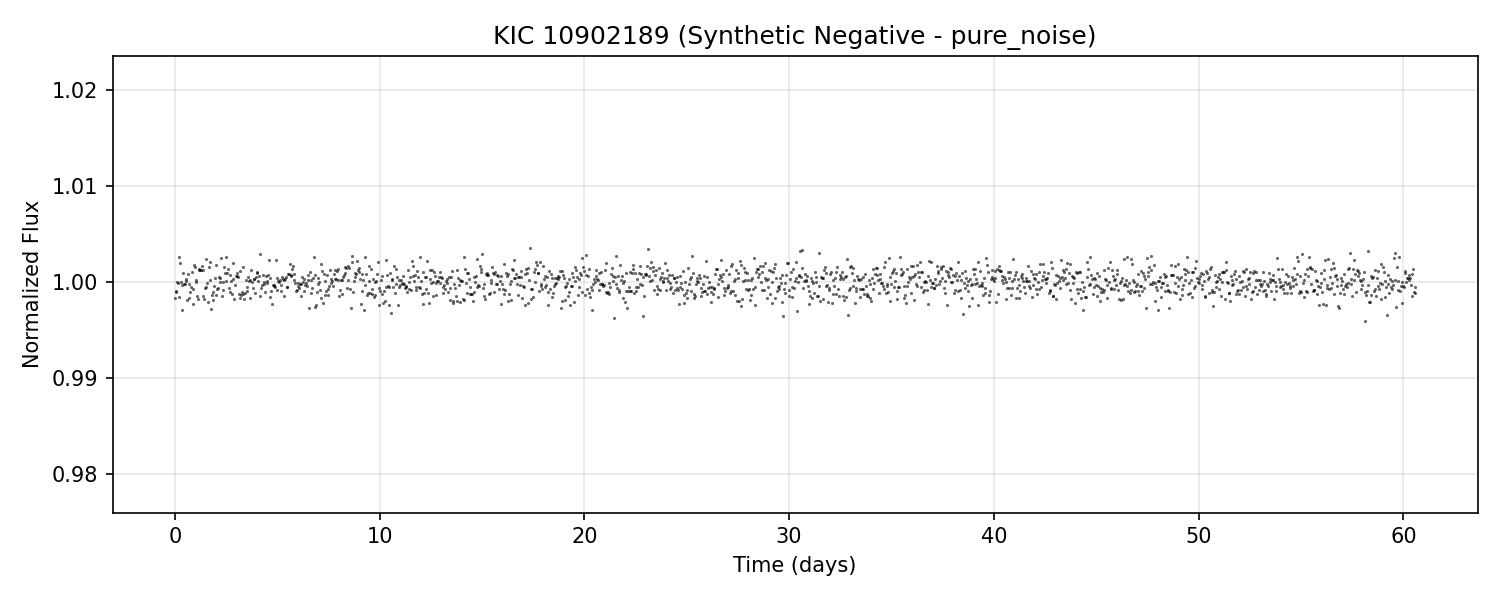 KIC 10902189 (Synthetic Negative - pure_noise)
1.02
1.01
1.00
0.99
0.98
Normalized Flux
0 10 20 30 40 50 60
Time (days)